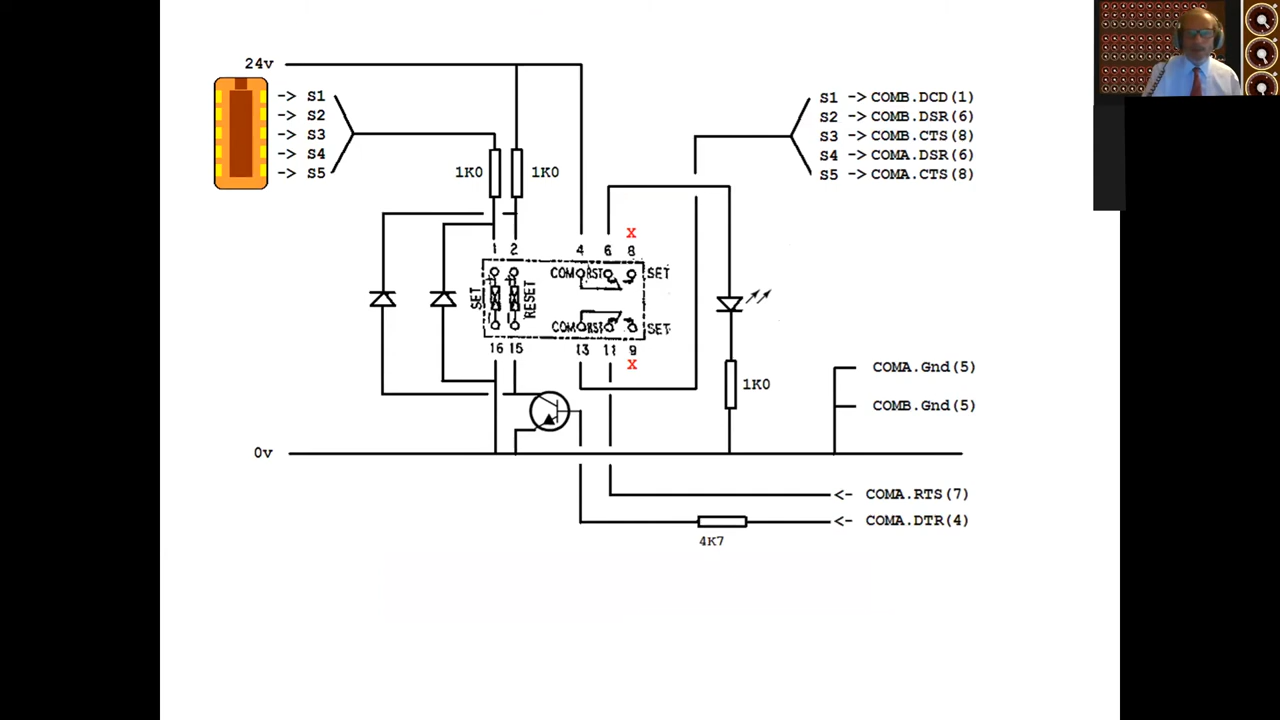 24v
-> S1
-> S2
-> S3
-> S4
-> S5
S1 -> COMB.DCD(1)
S2 -> COMB.DSR(6)
S3 -> COMB.CTS(8)
S4 -> COMA.DSR(6)
S5 -> COMA.CTS(8)
1K0 1K0
X
1 2 4 6 8
COM RST SET
SET RESET
COM RST SET
16 15 13 11 9
X
1K0
COMA.Gnd(5)
COMB.Gnd(5)
0v
<- COMA.RTS(7)
<- COMA.DTR(4)
4K7